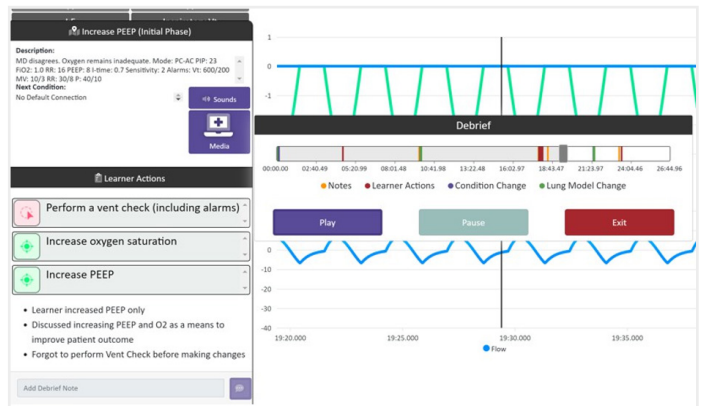 Increase PEEP (Initial Phase)
Description:
MD disagrees. Oxygen remains inadequate. Mode: PC-AC PIP: 23
FiO2: 1.0 RR: 16 PEEP: 8 I-time: 0.7 Sensitivity: 2 Alarms: Vt: 600/200
MV: 10/3 RR: 30/8 P: 40/10
Next Condition:
No Default Connection
Sounds
Media
Learner Actions
Perform a vent check (including alarms)
Increase oxygen saturation
Increase PEEP
• Learner increased PEEP only
• Discussed increasing PEEP and O2 as a means to
improve patient outcome
• Forgot to perform Vent Check before making changes
Add Debrief Note
1
0
-1
Debrief
00:00.00 02:40.49 05:20.99 08:01.48 10:41.98 13:22.48 16:02.97 18:43.47 21:23.97 24:04.46 26:44.96
Notes Learner Actions Condition Change Lung Model Change
Play Pause Exit
0
-10
-20
-30
-40
19:20.000 19:25.000 19:30.000 19:35.000
Flow